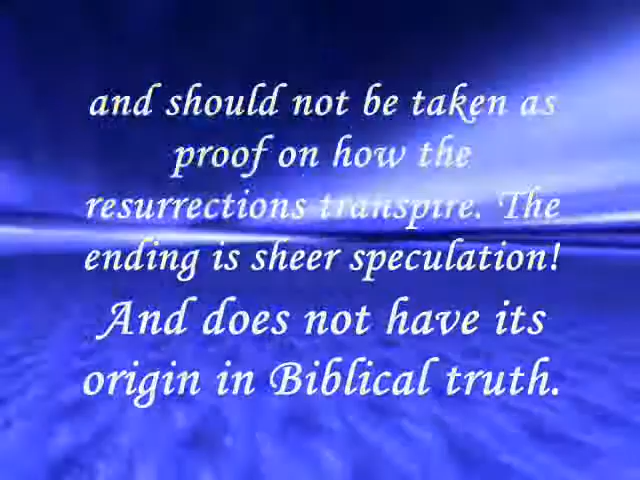 and should not be taken as
proof on how the
resurrections transpire. The
ending is sheer speculation!
And does not have its
origin in Biblical truth.